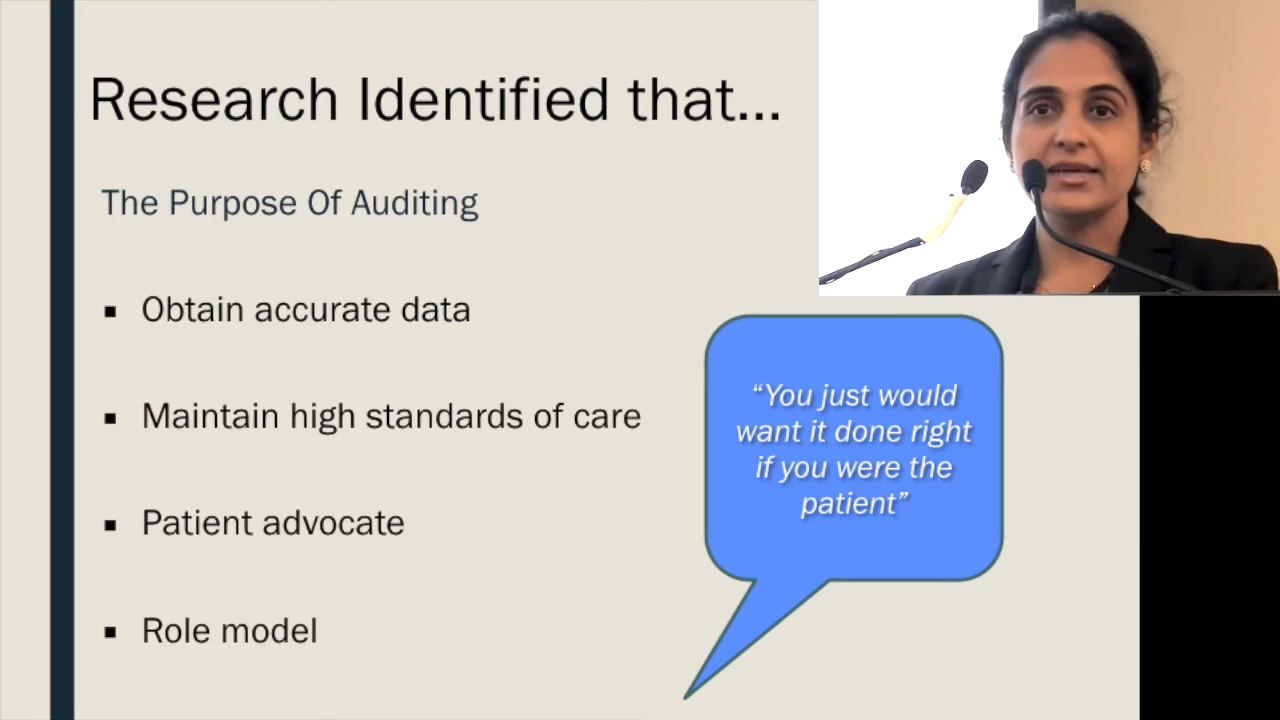 Research Identified that...
The Purpose Of Auditing
▪ Obtain accurate data
▪ Maintain high standards of care
▪ Patient advocate
▪ Role model
“You just would
want it done right
if you were the
patient”